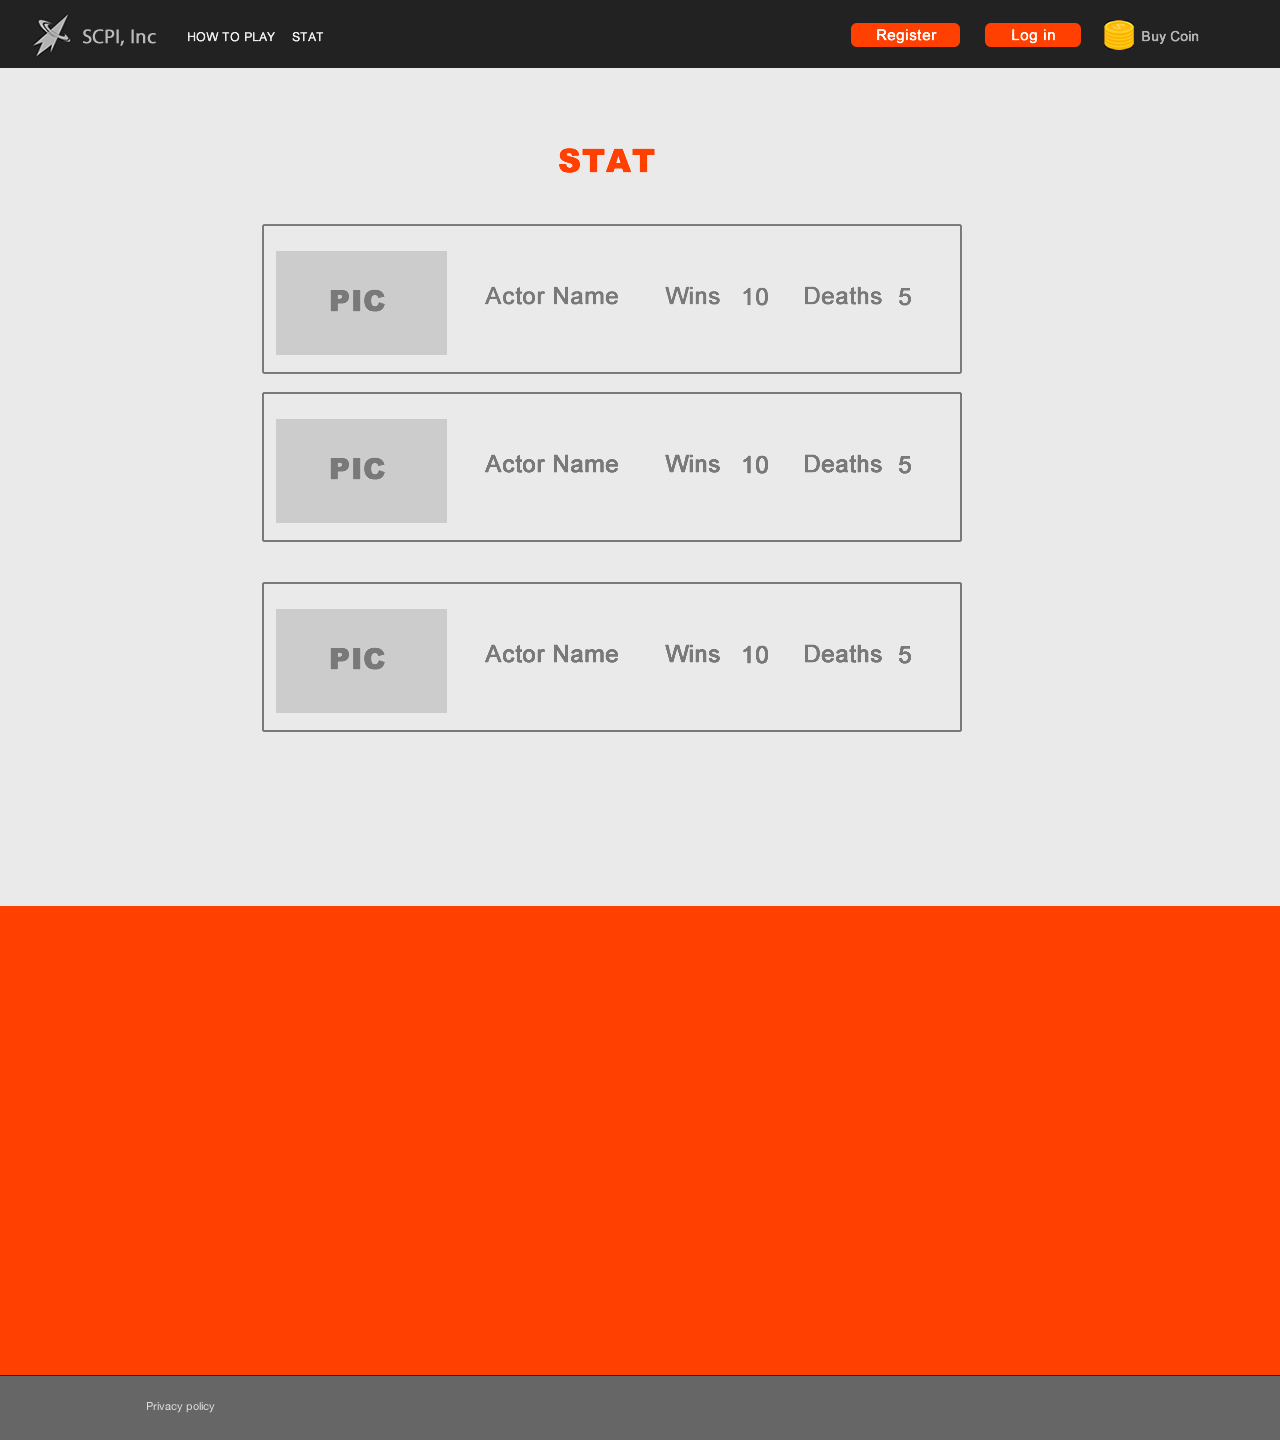 SCPI, Inc HOW TO PLAY STAT Register Log in Buy Coin
STAT
PIC Actor Name Wins 10 Deaths 5
PIC Actor Name Wins 10 Deaths 5
PIC Actor Name Wins 10 Deaths 5
Privacy policy